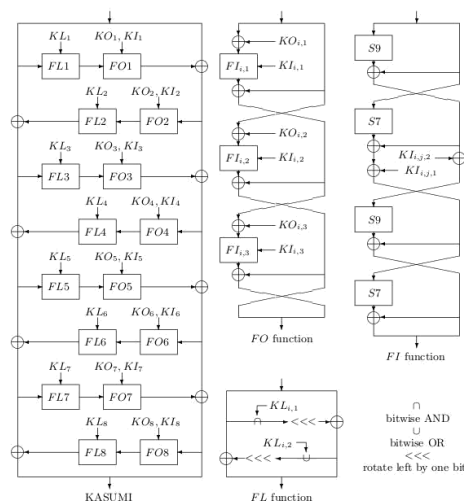 KL1 KO1, KI1
FL1 FO1
KL2 KO2, KI2
FL2 FO2
KL3 KO3, KI3
FL3 FO3
KL4 KO4, KI4
FL4 FO4
KL5 KO5, KI5
FL5 FO5
KL6 KO6, KI6
FL6 FO6
KL7 KO7, KI7
FL7 FO7
KL8 KO8, KI8
FL8 FO8
KASUMI
KOi,1
FIi,1 KIi,1
KOi,2
FIi,2 KIi,2
KOi,3
FIi,3 KIi,3
FO function
S9
S7
KIi,j,2
KIi,j,1
S9
S7
FI function
KLi,1
∩ <<<
KLi,2
<<< ∪
FL function
∩
bitwise AND
∪
bitwise OR
<<<
rotate left by one bit